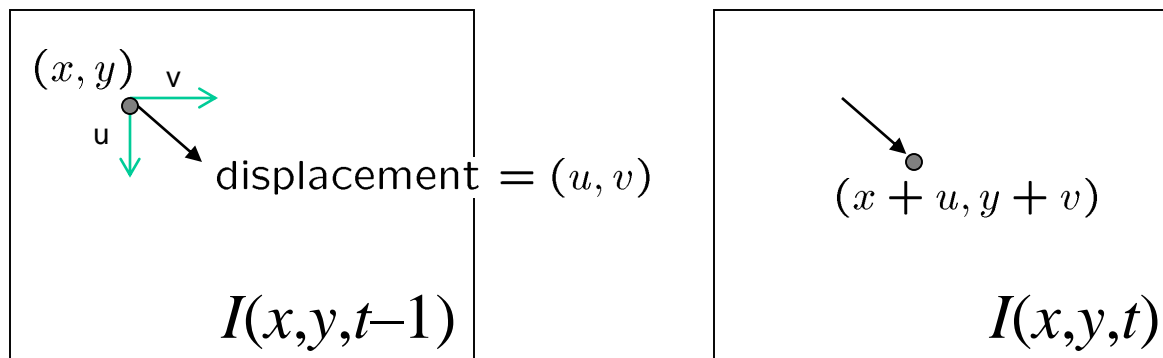 (x, y)
v
u
displacement = (u, v)
I(x,y,t–1)
(x + u, y + v)
I(x,y,t)